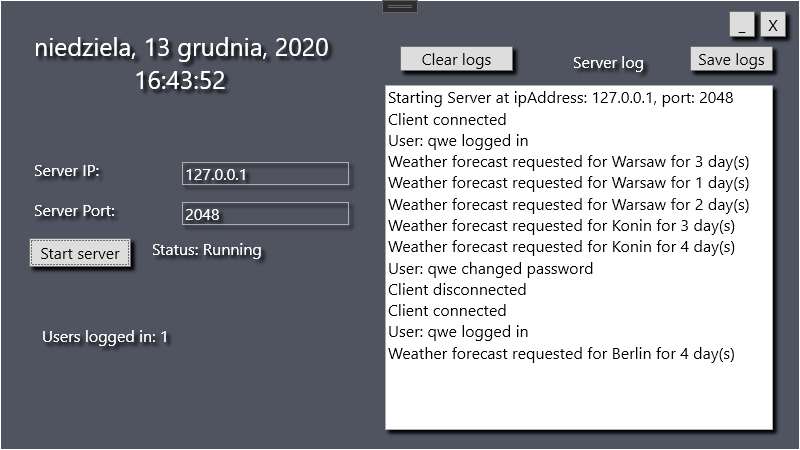 _ X
niedziela, 13 grudnia, 2020
16:43:52
Clear logs
Server log
Save logs
Server IP:
127.0.0.1
Server Port:
2048
Start server
Status: Running
Users logged in: 1
Starting Server at ipAddress: 127.0.0.1, port: 2048
Client connected
User: qwe logged in
Weather forecast requested for Warsaw for 3 day(s)
Weather forecast requested for Warsaw for 1 day(s)
Weather forecast requested for Warsaw for 2 day(s)
Weather forecast requested for Konin for 3 day(s)
Weather forecast requested for Konin for 4 day(s)
User: qwe changed password
Client disconnected
Client connected
User: qwe logged in
Weather forecast requested for Berlin for 4 day(s)